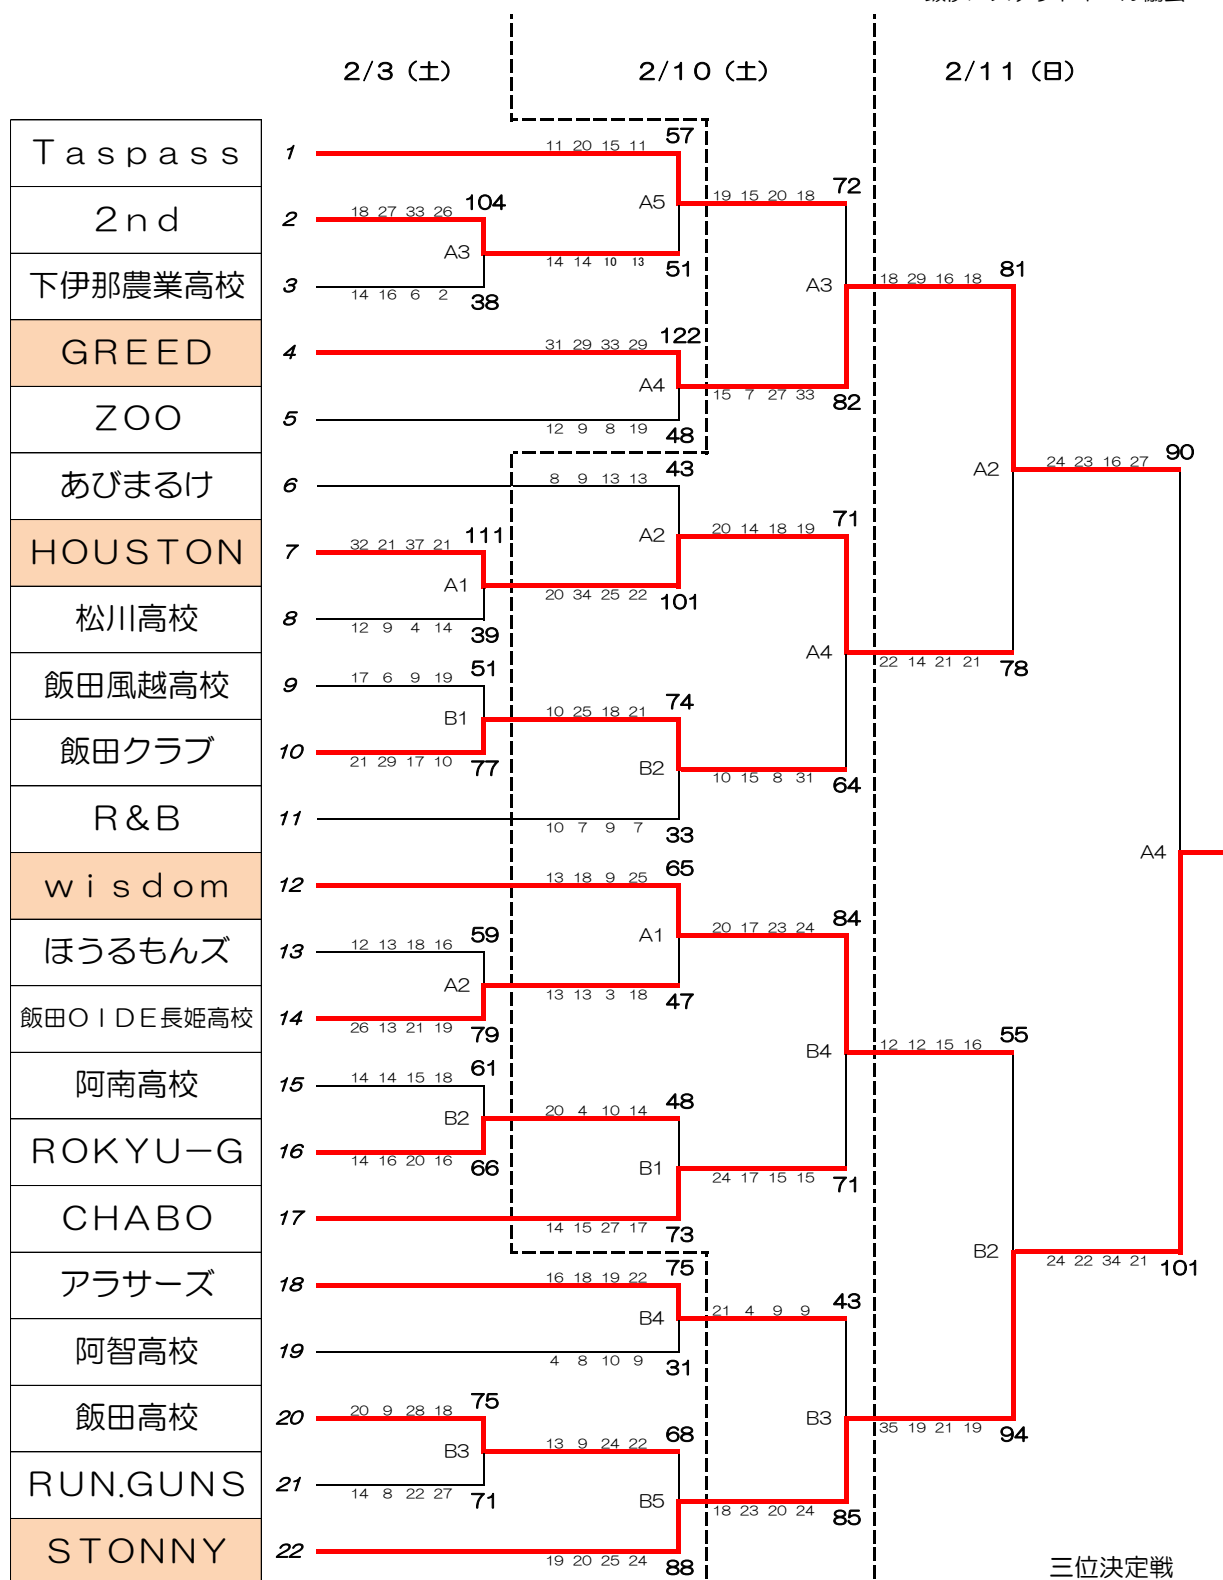 2/3（土） 2/10（土） 2/11（日）
Taspass 1 11 20 15 11 57
A5 19 15 20 18 72
2nd 2 18 27 33 26 104
A3 14 14 10 13 51
下伊那農業高校 3 14 16 6 2 38
A3 18 29 16 18 81
GREED 4 31 29 33 29 122
A4 15 7 27 33 82
ZOO 5 12 9 8 19 48
A2 24 23 16 27 90
あびまるけ 6 8 9 13 13 43
A2 20 14 18 19 71
HOUSTON 7 32 21 37 21 111
A1 20 34 25 22 101
松川高校 8 12 9 4 14 39
A4 22 14 21 21 78
飯田風越高校 9 17 6 9 19 51
B1 10 25 18 21 74
飯田クラブ 10 21 29 17 10 77
B2 10 15 8 31 64
R&B 11 10 7 9 7 33
A4
wisdom 12 13 18 9 25 65
A1 20 17 23 24 84
ほうるもんズ 13 12 13 18 16 59
A2 13 13 3 18 47
飯田OIDE長姫高校 14 26 13 21 19 79
B4 12 12 15 16 55
阿南高校 15 14 14 15 18 61
B2 20 4 10 14 48
ROKYU-G 16 14 16 20 16 66
B1 24 17 15 15 71
CHABO 17 14 15 27 17 73
B2 24 22 34 21 101
アラサーズ 18 16 18 19 22 75
B4 21 4 9 9 43
阿智高校 19 4 8 10 9 31
飯田高校 20 20 9 28 18 75
B3 35 19 21 19 94
B3 13 9 24 22 68
RUN.GUNS 21 14 8 22 27 71
B5 18 23 20 24 85
STONNY 22 19 20 25 24 88
三位決定戦